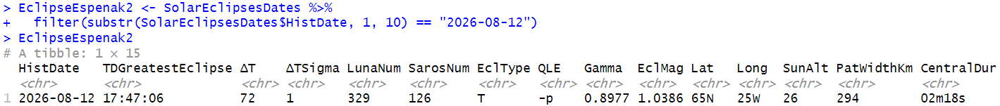 > EclipseEspenak2 <- SolarEclipsesDates %>%
+   filter(substr(SolarEclipsesDates$HistDate, 1, 10) == "2026-08-12")
> EclipseEspenak2
# A tibble: 1 × 15
  HistDate   TDGreatestEclipse ΔT    ΔTSigma LunaNum SarosNum EclType QLE   Gamma  EclMag Lat   Long  SunAlt PatWidthKm CentralDur
  <chr>      <chr>             <chr> <chr>   <chr>   <chr>    <chr>   <chr> <chr>  <chr>  <chr> <chr> <chr>  <chr>      <chr>
1 2026-08-12 17:47:06          72    1       329     126      T       -p    0.8977 1.0386 65N   25W   26     294        02m18s